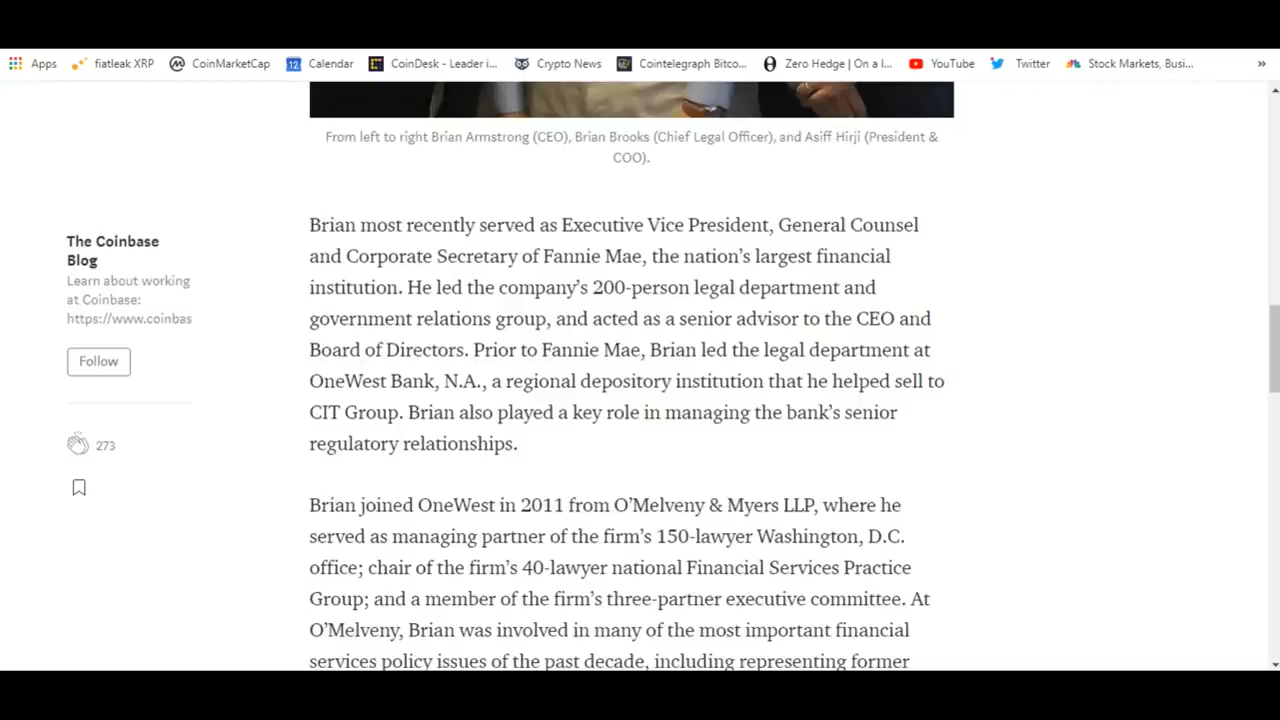 Apps fiatleak XRP CoinMarketCap 12 Calendar CoinDesk - Leader i... Crypto News Cointelegraph Bitco... Zero Hedge | On a l... YouTube Twitter Stock Markets, Busi... »
From left to right Brian Armstrong (CEO), Brian Brooks (Chief Legal Officer), and Asiff Hirji (President &
COO).
The Coinbase
Blog
Learn about working
at Coinbase:
https://www.coinbas
Follow
273
Brian most recently served as Executive Vice President, General Counsel
and Corporate Secretary of Fannie Mae, the nation’s largest financial
institution. He led the company’s 200-person legal department and
government relations group, and acted as a senior advisor to the CEO and
Board of Directors. Prior to Fannie Mae, Brian led the legal department at
OneWest Bank, N.A., a regional depository institution that he helped sell to
CIT Group. Brian also played a key role in managing the bank’s senior
regulatory relationships.
Brian joined OneWest in 2011 from O’Melveny & Myers LLP, where he
served as managing partner of the firm’s 150-lawyer Washington, D.C.
office; chair of the firm’s 40-lawyer national Financial Services Practice
Group; and a member of the firm’s three-partner executive committee. At
O’Melveny, Brian was involved in many of the most important financial
services policy issues of the past decade, including representing former